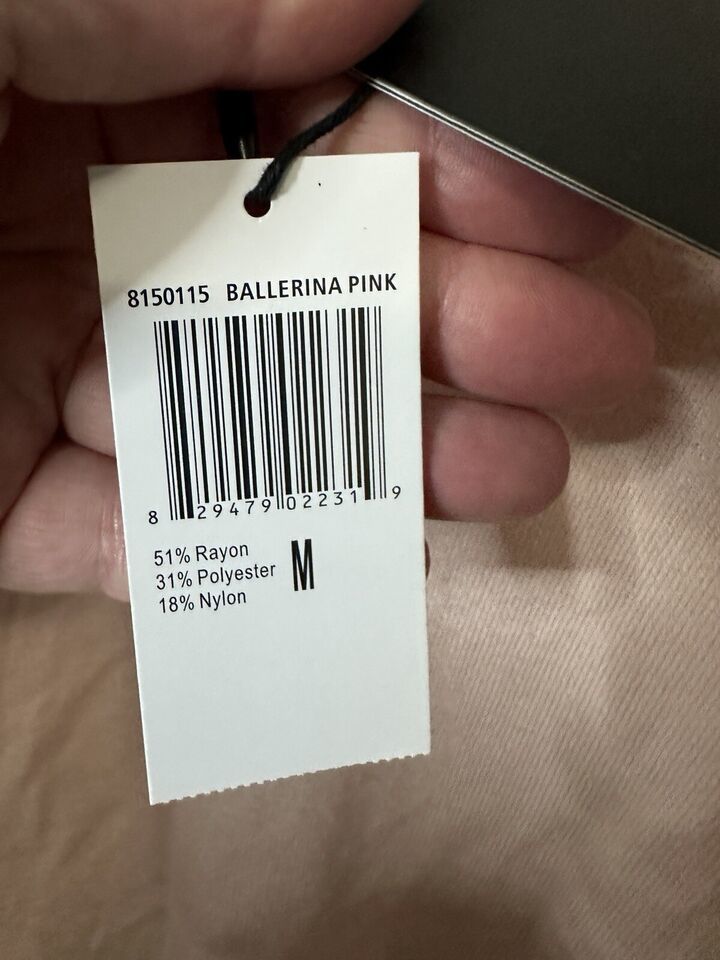 8150115 BALLERINA PINK
8 29479 02231 9
51% Rayon
31% Polyester
18% Nylon
M